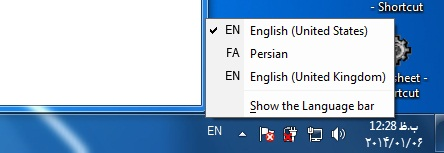 - Shortcut
✓ EN English (United States)
FA Persian
EN English (United Kingdom)
Show the Language bar
sheet -
rtcut
EN
12:28 ب.ظ
۲۰۱۴/۰۱/۰۶